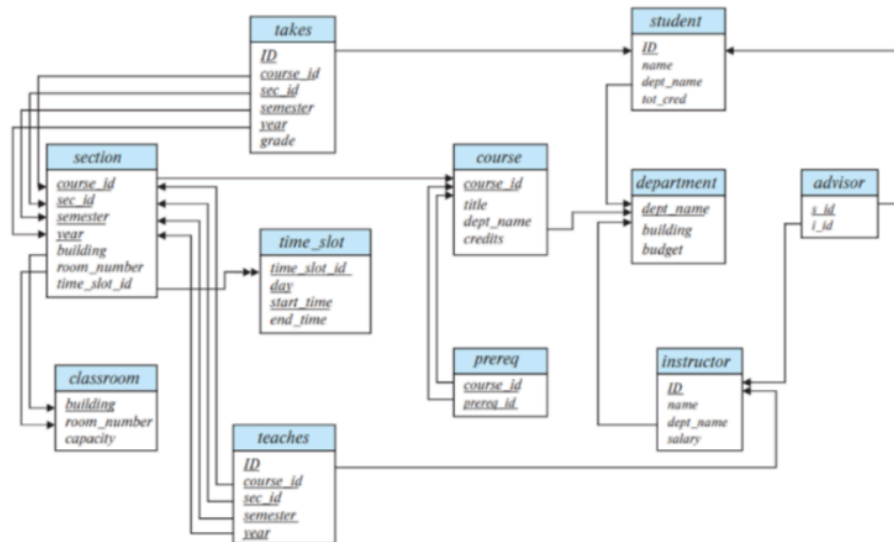 takes
ID
course_id
sec_id
semester
year
grade
student
ID
name
dept_name
tot_cred
section
course_id
sec_id
semester
year
building
room_number
time_slot_id
course
course_id
title
dept_name
credits
department
dept_name
building
budget
advisor
s_id
i_id
time_slot
time_slot_id
day
start_time
end_time
classroom
building
room_number
capacity
prereq
course_id
prereq_id
instructor
ID
name
dept_name
salary
teaches
ID
course_id
sec_id
semester
year